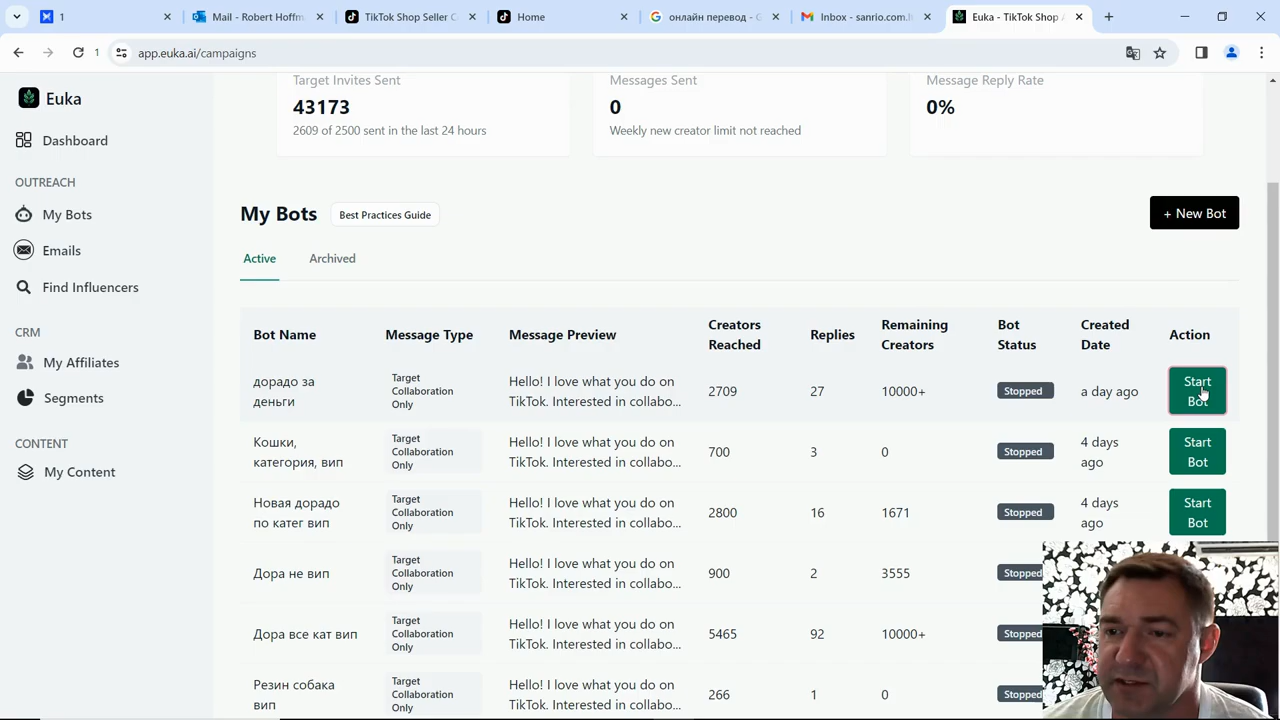 1
Mail - Robert Hoffm
TikTok Shop Seller C
Home
онлайн перевод - G
Inbox - sanrio.com.l
Euka - TikTok Shop A
1
app.euka.ai/campaigns
Euka
Dashboard
OUTREACH
My Bots
Emails
Find Influencers
CRM
My Affiliates
Segments
CONTENT
My Content
Target Invites Sent
43173
2609 of 2500 sent in the last 24 hours
Messages Sent
0
Weekly new creator limit not reached
Message Reply Rate
0%
My Bots
Best Practices Guide
+ New Bot
Active
Archived
Bot Name
Message Type
Message Preview
Creators
Reached
Replies
Remaining
Creators
Bot
Status
Created
Date
Action
дорадо за
деньги
Target
Collaboration
Only
Hello! I love what you do on
TikTok. Interested in collabo...
2709
27
10000+
Stopped
a day ago
Start
Bot
Кошки,
категория, вип
Target
Collaboration
Only
Hello! I love what you do on
TikTok. Interested in collabo...
700
3
0
Stopped
4 days
ago
Start
Bot
Новая дорадо
по катег вип
Target
Collaboration
Only
Hello! I love what you do on
TikTok. Interested in collabo...
2800
16
1671
Stopped
4 days
ago
Start
Bot
Дора не вип
Target
Collaboration
Only
Hello! I love what you do on
TikTok. Interested in collabo...
900
2
3555
Stopped
Дора все кат вип
Target
Collaboration
Only
Hello! I love what you do on
TikTok. Interested in collabo...
5465
92
10000+
Stopped
Резин собака
вип
Target
Collaboration
Only
Hello! I love what you do on
TikTok. Interested in collabo...
266
1
0
Stopped